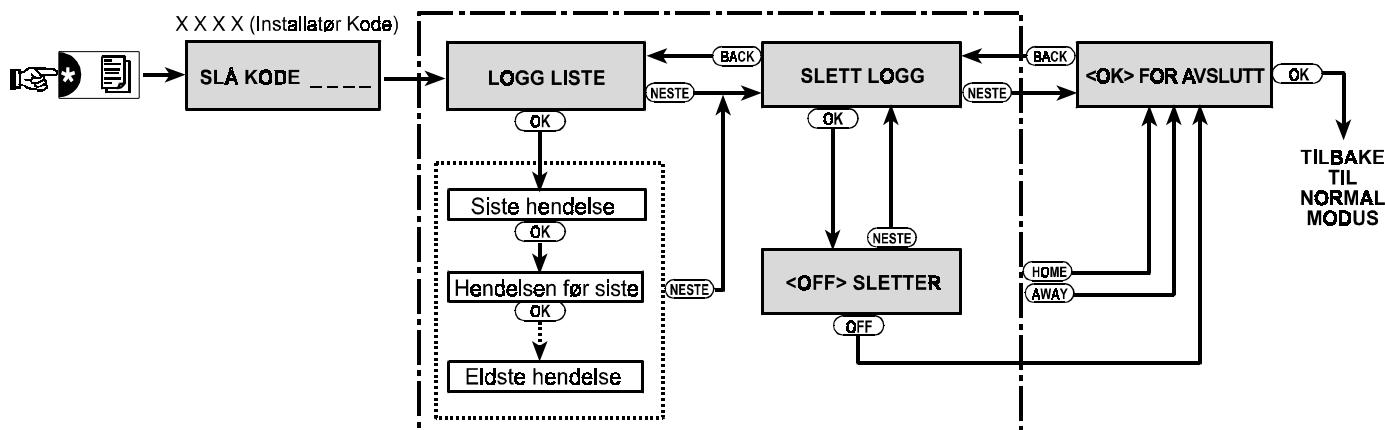 X X X X (Installatør Kode)
*
SLÅ KODE _ _ _ _
LOGG LISTE
BACK
NESTE
OK
SLETT LOGG
BACK
NESTE
OK
<OK> FOR AVSLUTT
OK
TILBAKE
TIL
NORMAL
MODUS
Siste hendelse
OK
Hendelsen før siste
OK
Eldste hendelse
NESTE
NESTE
<OFF> SLETTER
OFF
HOME
AWAY